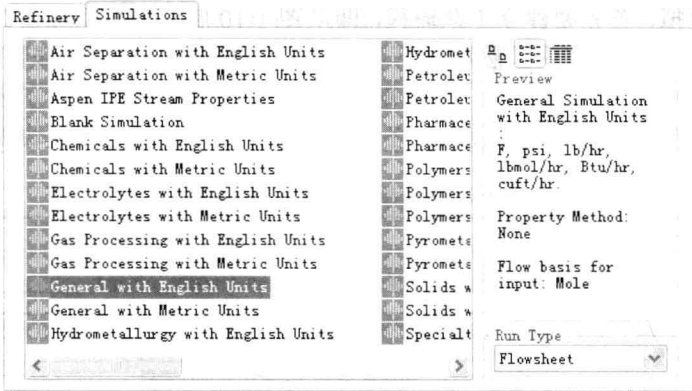 Refinery Simulations
Air Separation with English Units
Air Separation with Metric Units
Aspen IPE Stream Properties
Blank Simulation
Chemicals with English Units
Chemicals with Metric Units
Electrolytes with English Units
Electrolytes with Metric Units
Gas Processing with English Units
Gas Processing with Metric Units
General with English Units
General with Metric Units
Hydrometallurgy with English Units
Hydromet
Petroleu
Petroleu
Pharmace
Pharmace
Polymers
Polymers
Polymers
Pyrometa
Pyrometa
Solids w
Solids w
Specialt
Preview
General Simulation
with English Units
:
F, psi, lb/hr,
lbmol/hr, Btu/hr,
cuft/hr.
Property Method:
None
Flow basis for
input: Mole
Run Type
Flowsheet